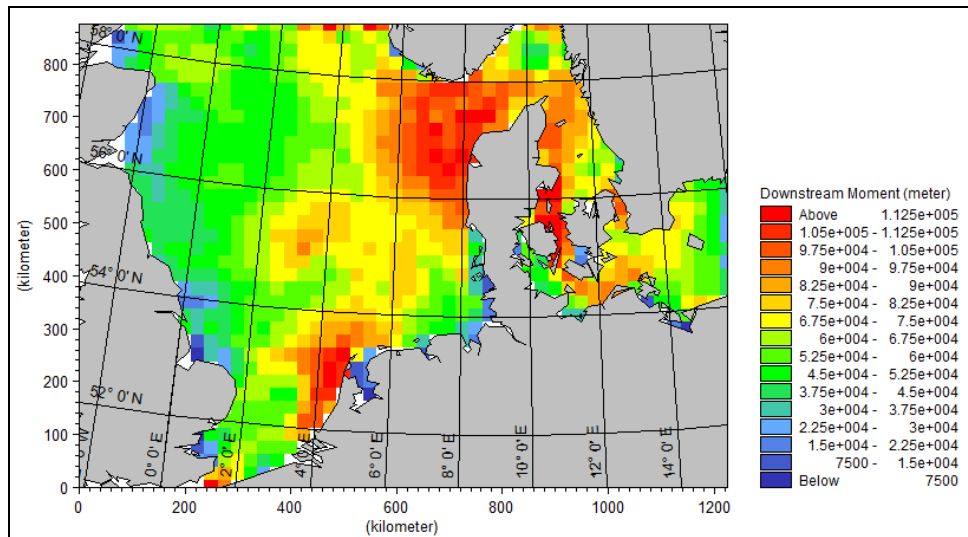 58° 0' N
56° 0' N
54° 0' N
52° 0' N
800
700
600
500
400
300
200
100
0
(kilometer)
0° 0' E
2° 0' E
4° 0' E
6° 0' E
8° 0' E
10° 0' E
12° 0' E
14° 0' E
0 200 400 600 800 1000 1200
(kilometer)
Downstream Moment (meter)
Above 1.125e+005
1.05e+005 - 1.125e+005
9.75e+004 - 1.05e+005
9e+004 - 9.75e+004
8.25e+004 - 9e+004
7.5e+004 - 8.25e+004
6.75e+004 - 7.5e+004
6e+004 - 6.75e+004
5.25e+004 - 6e+004
4.5e+004 - 5.25e+004
3.75e+004 - 4.5e+004
3e+004 - 3.75e+004
2.25e+004 - 3e+004
1.5e+004 - 2.25e+004
7500 - 1.5e+004
Below 7500